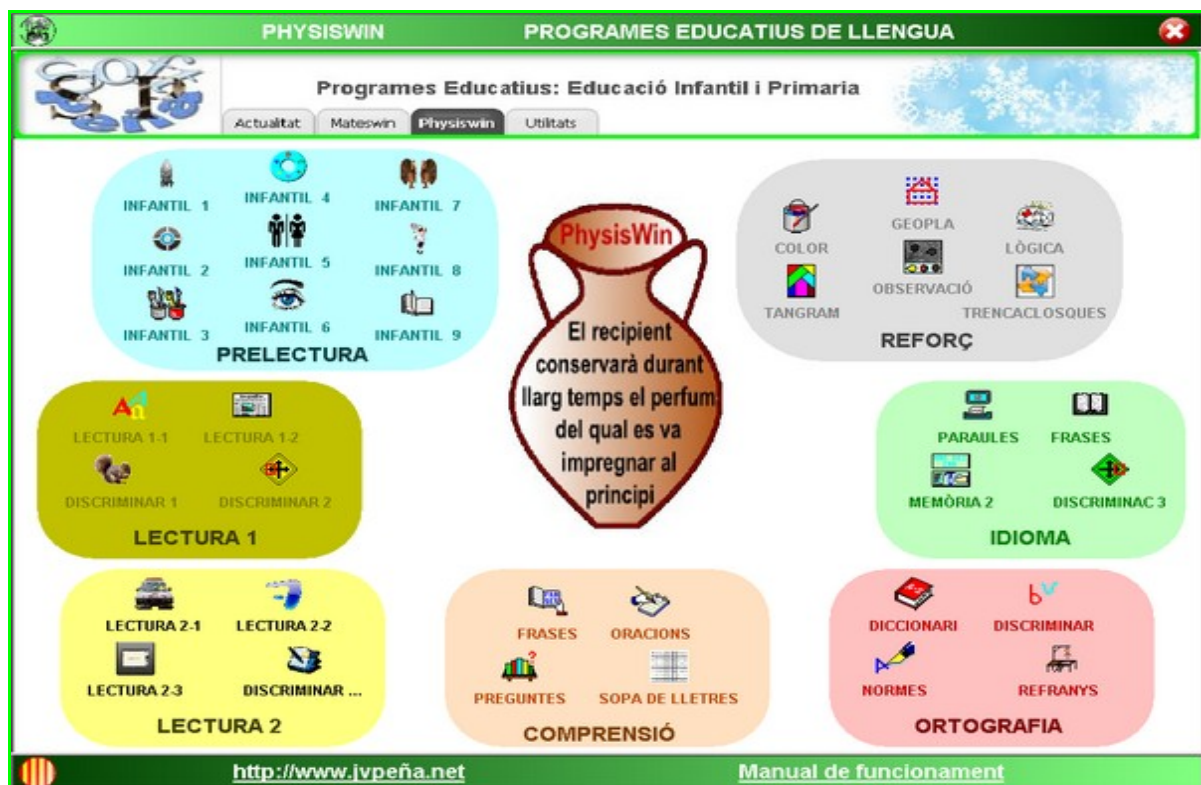 PHYSISWIN PROGRAMES EDUCATIUS DE LLENGUA
Programes Educatius: Educació Infantil i Primaria
Actualitat Mateswin Physiswin Utilitats
INFANTIL 1
INFANTIL 4
INFANTIL 7
INFANTIL 2
INFANTIL 5
INFANTIL 8
INFANTIL 3
INFANTIL 6
INFANTIL 9
PRELECTURA
PhysisWin
El recipient
conservarà durant
llarg temps el perfum
del qual es va
impregnar al
principi
COLOR
GEOPLA
LÒGICA
TANGRAM
OBSERVACIÓ
TRENCACLOSQUES
REFORÇ
LECTURA 1-1 LECTURA 1-2
DISCRIMINAR 1 DISCRIMINAR 2
LECTURA 1
PARAULES FRASES
MEMÒRIA 2 DISCRIMINAC 3
IDIOMA
LECTURA 2-1 LECTURA 2-2
LECTURA 2-3 DISCRIMINAR ...
LECTURA 2
FRASES ORACIONS
PREGUNTES SOPA DE LLETRES
COMPRENSIÓ
DICCIONARI DISCRIMINAR
NORMES REFRANYS
ORTOGRAFIA
http://www.jvpeña.net Manual de funcionament